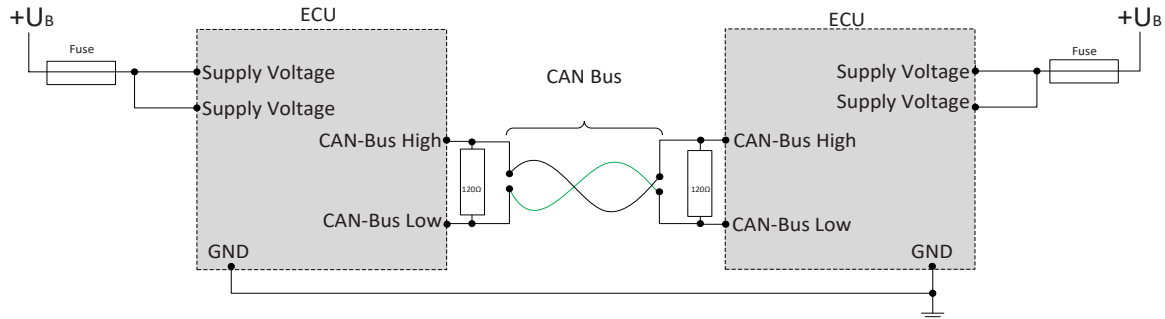 +UB
Fuse
ECU
Supply Voltage
Supply Voltage
CAN-Bus High
120Ω
CAN-Bus Low
GND
CAN Bus
ECU
+UB
Fuse
Supply Voltage
Supply Voltage
CAN-Bus High
120Ω
CAN-Bus Low
GND